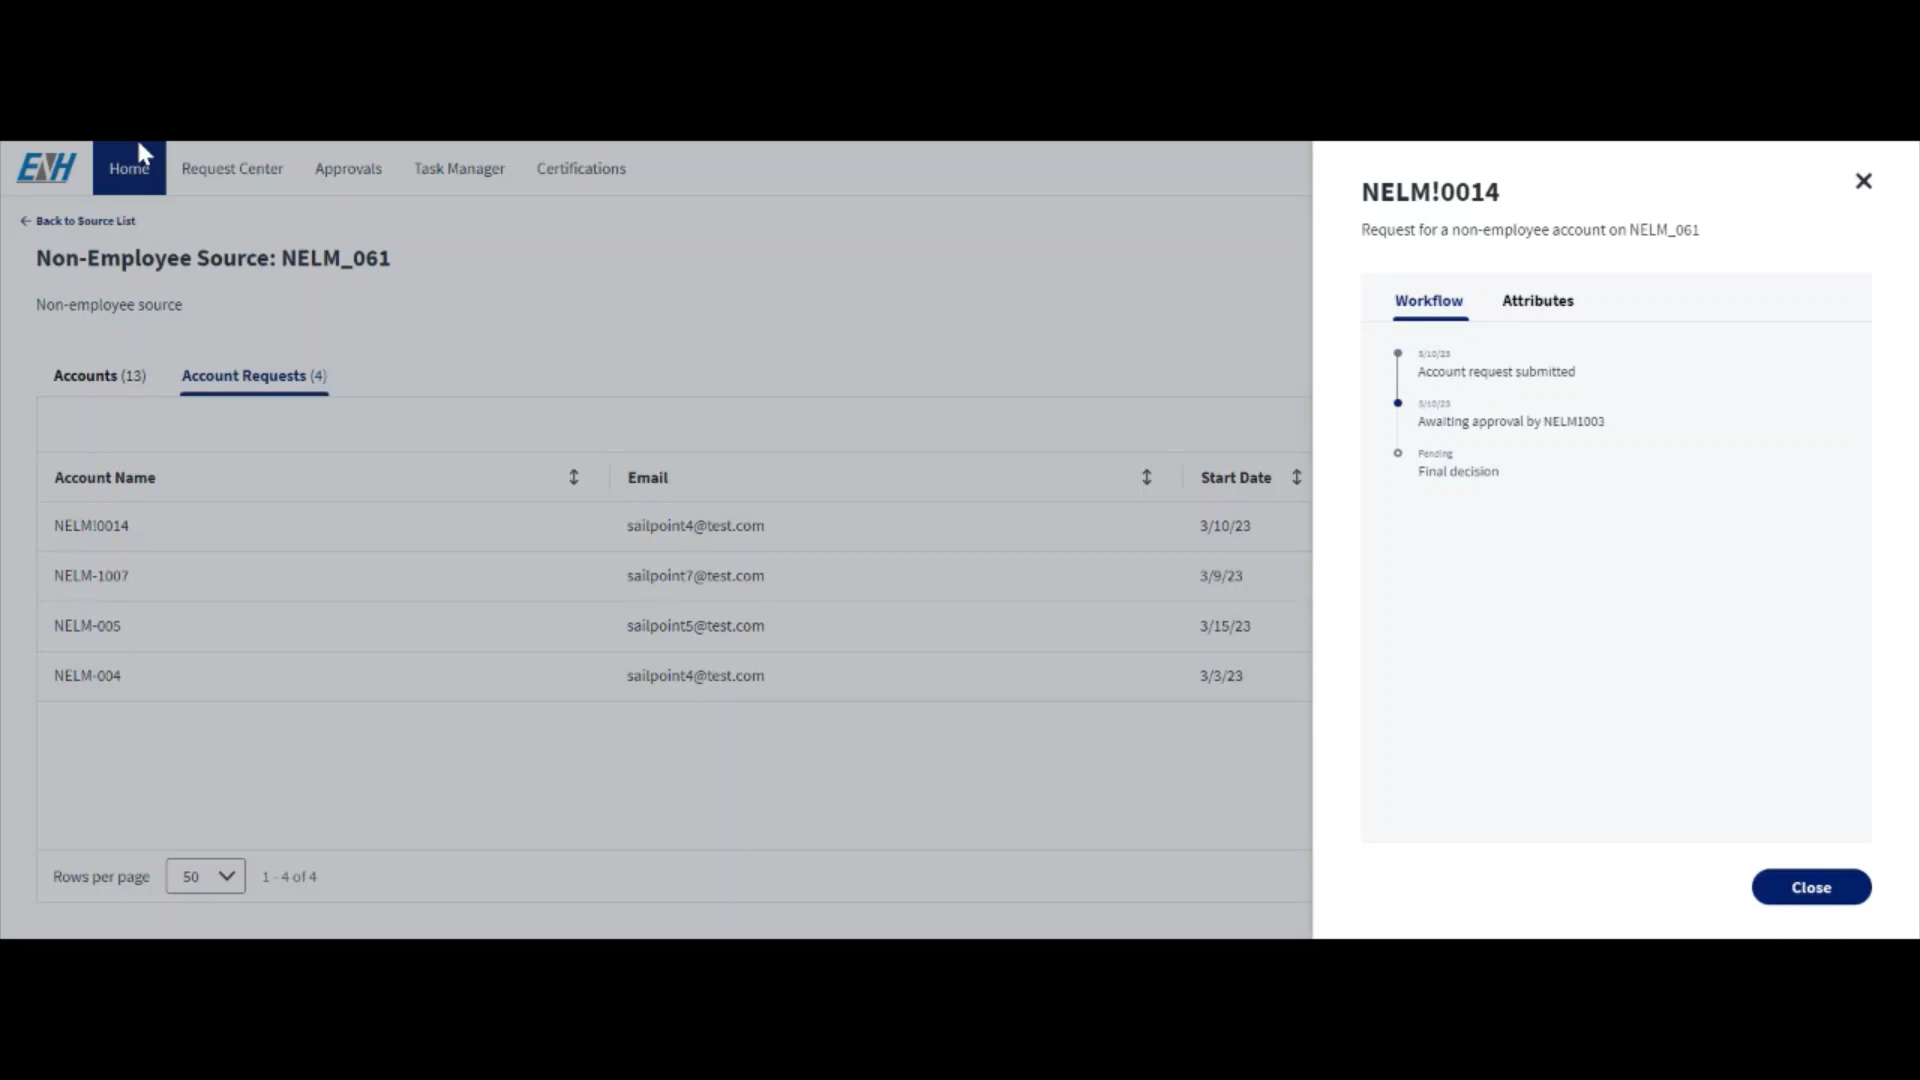 ENH
Home
Request Center
Approvals
Task Manager
Certifications
← Back to Source List
Non-Employee Source: NELM_061
Non-employee source
Accounts (13)
Account Requests (4)
Account Name
Email
Start Date
NELM!0014
sailpoint4@test.com
3/10/23
NELM-1007
sailpoint7@test.com
3/9/23
NELM-005
sailpoint5@test.com
3/15/23
NELM-004
sailpoint4@test.com
3/3/23
Rows per page
50
1 - 4 of 4
NELM!0014
Request for a non-employee account on NELM_061
Workflow
Attributes
3/10/23
Account request submitted
3/10/23
Awaiting approval by NELM1003
Pending
Final decision
Close